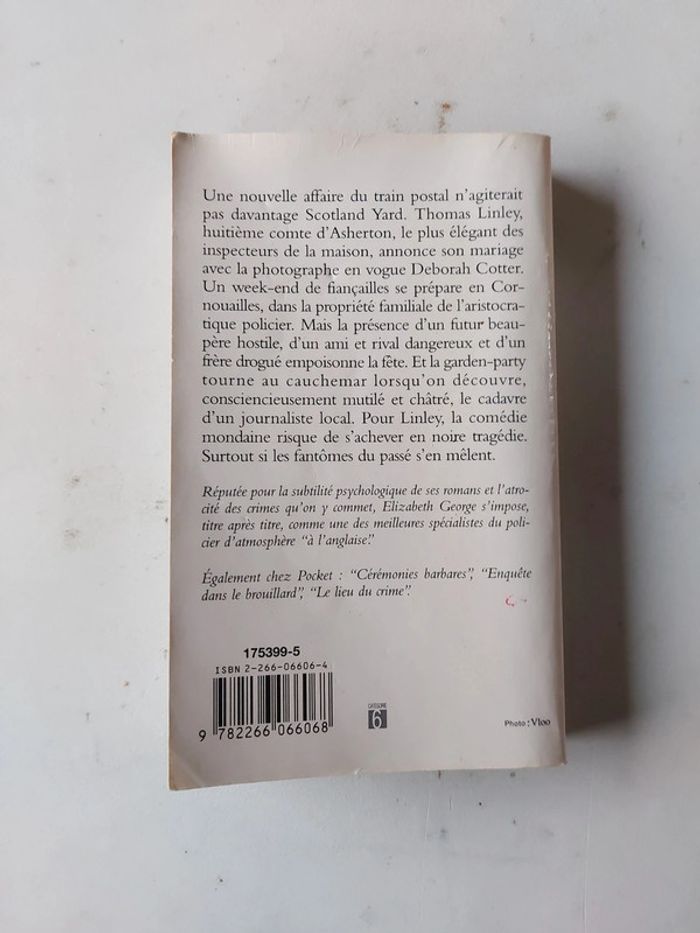 Une nouvelle affaire du train postal n'agiterait
pas davantage Scotland Yard. Thomas Linley,
huitième comte d'Asherton, le plus élégant des
inspecteurs de la maison, annonce son mariage
avec la photographe en vogue Deborah Cotter.
Un week-end de fiançailles se prépare en Cor-
nouailles, dans la propriété familiale de l'aristocra-
tique policier. Mais la présence d'un futur beau-
père hostile, d'un ami et rival dangereux et d'un
frère drogué empoisonne la fête. Et la garden-party
tourne au cauchemar lorsqu'on découvre,
consciencieusement mutilé et châtré, le cadavre
d'un journaliste local. Pour Linley, la comédie
mondaine risque de s'achever en noire tragédie.
Surtout si les fantômes du passé s'en mêlent.
Réputée pour la subtilité psychologique de ses romans et l'atro-
cité des crimes qu'on y commet, Elizabeth George s'impose,
titre après titre, comme une des meilleures spécialistes du poli-
cier d'atmosphère "à l'anglaise".
Également chez Pocket : "Cérémonies barbares", "Enquête
dans le brouillard", "Le lieu du crime".
175399-5
ISBN 2-266-06606-4
9 782266 066068
CATÉGORIE
6
Photo : Vloo